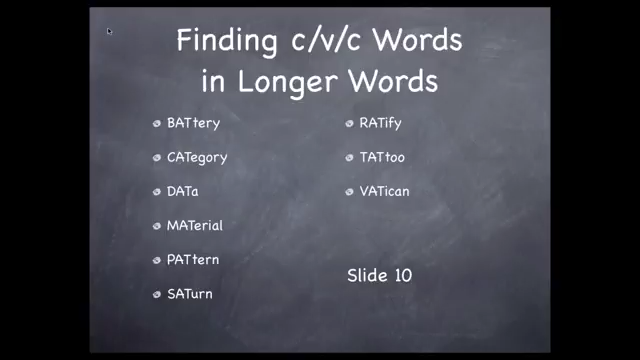 Finding c/v/c Words
in Longer Words
BATtery
CATegory
DATa
MATerial
PATtern
SATurn
RATify
TATtoo
VATican
Slide 10